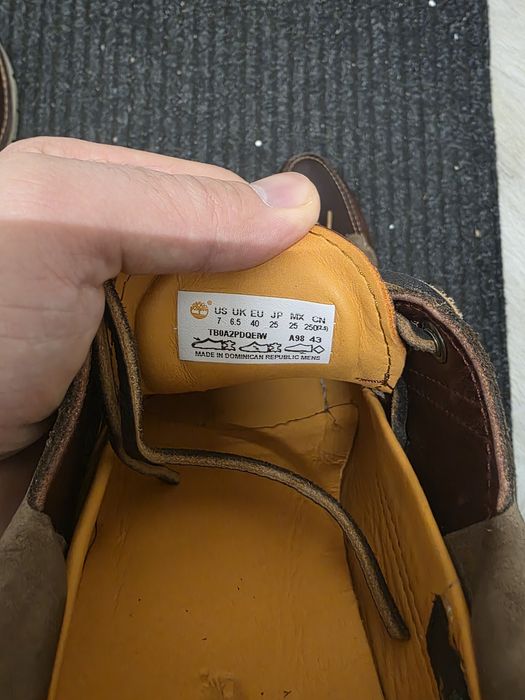 US UK EU JP MX CN
7 6.5 40 25 25 250(2.5)
TB0A2PDQEIW A98 43
MADE IN DOMINICAN REPUBLIC MENS